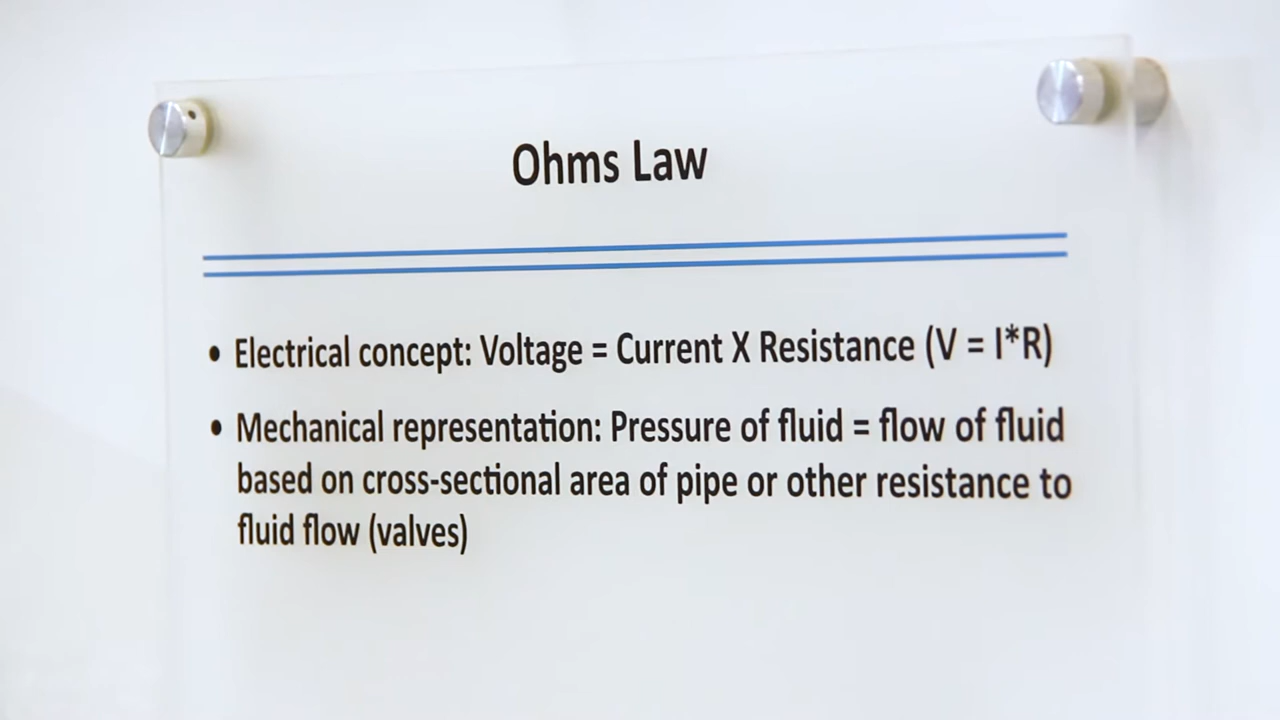 Ohms Law
• Electrical concept: Voltage = Current X Resistance (V = I*R)
• Mechanical representation: Pressure of fluid = flow of fluid
based on cross-sectional area of pipe or other resistance to
fluid flow (valves)